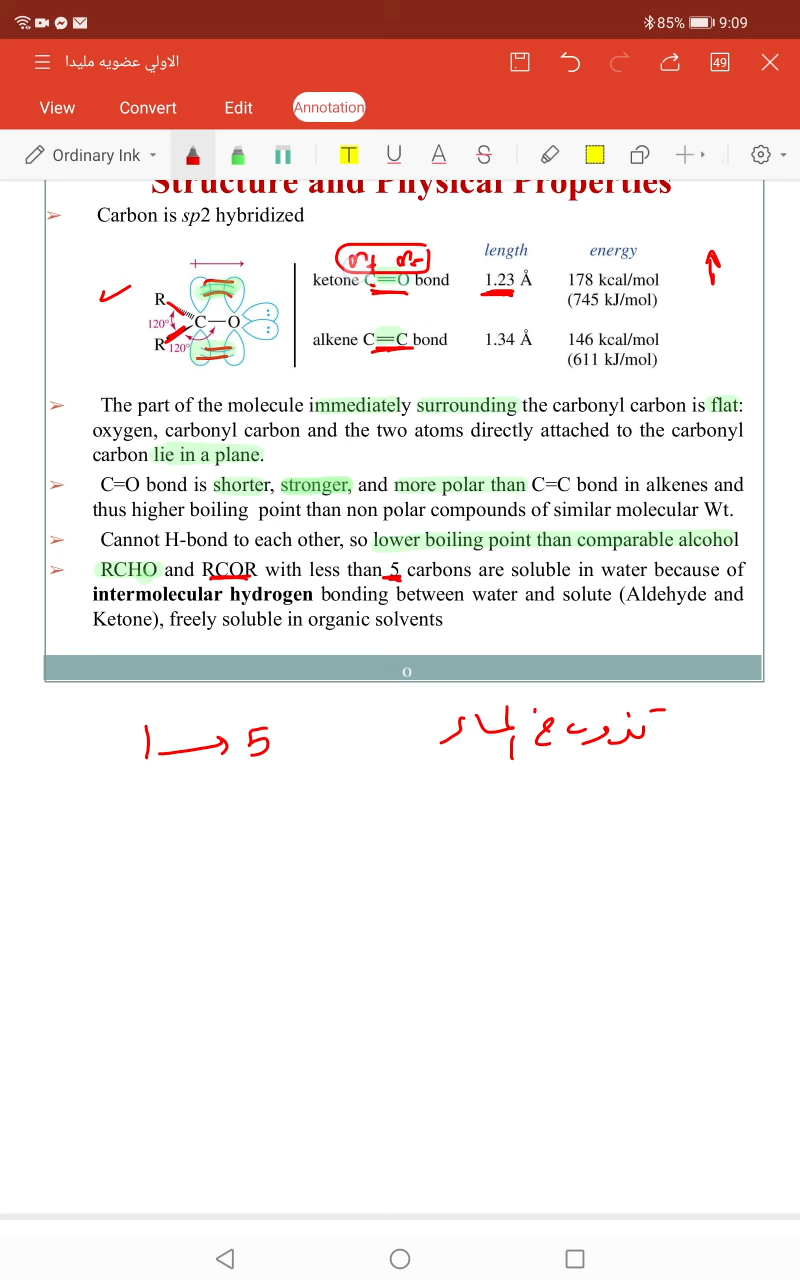 85% 9:09
الاولي عضويه مليدا
49
View Convert Edit Annotation
Ordinary Ink T U A S
Structure and Physical Properties
➢ Carbon is sp2 hybridized
length energy
δ+ δ-
ketone C=O bond 1.23 Å 178 kcal/mol
(745 kJ/mol)
R
120° C—O
R 120°
alkene C=C bond 1.34 Å 146 kcal/mol
(611 kJ/mol)
➢ The part of the molecule immediately surrounding the carbonyl carbon is flat:
oxygen, carbonyl carbon and the two atoms directly attached to the carbonyl
carbon lie in a plane.
➢ C=O bond is shorter, stronger, and more polar than C=C bond in alkenes and
thus higher boiling point than non polar compounds of similar molecular Wt.
➢ Cannot H-bond to each other, so lower boiling point than comparable alcohol
➢ RCHO and RCOR with less than 5 carbons are soluble in water because of
intermolecular hydrogen bonding between water and solute (Aldehyde and
Ketone), freely soluble in organic solvents
0
1 → 5
تذوب في الماء